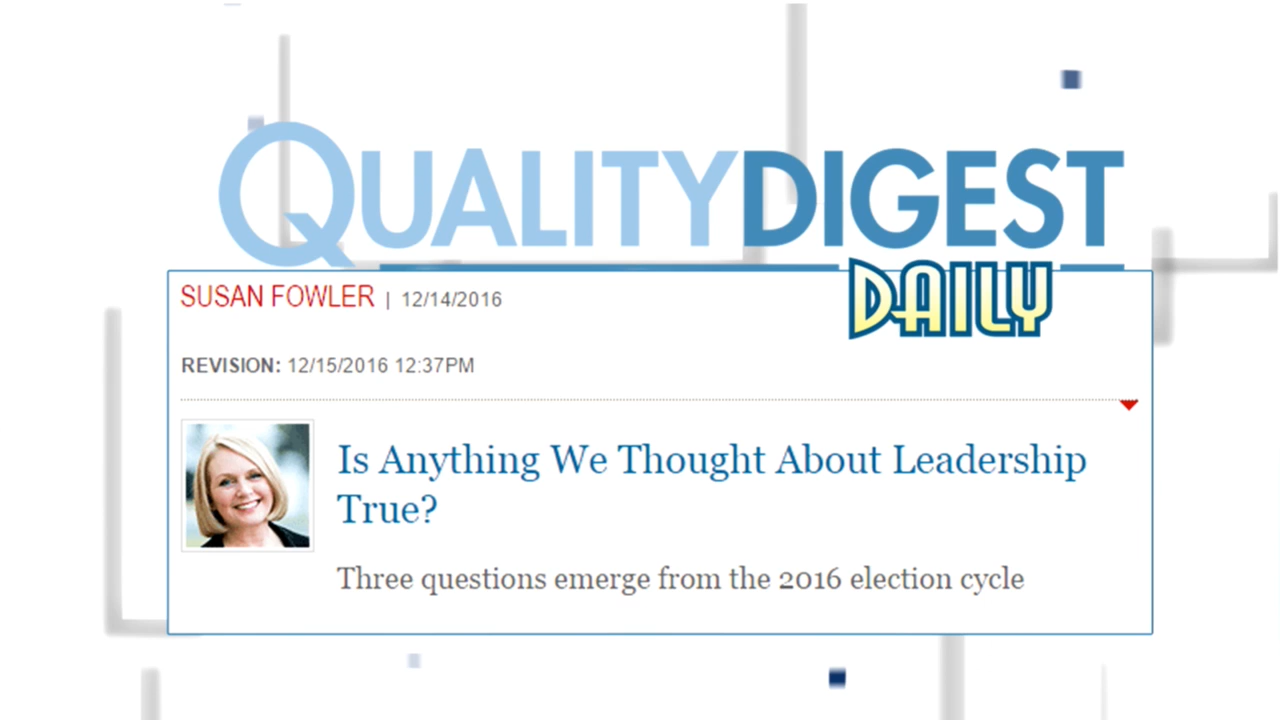 QUALITYDIGEST
DAILY
SUSAN FOWLER | 12/14/2016
REVISION: 12/15/2016 12:37PM
Is Anything We Thought About Leadership
True?
Three questions emerge from the 2016 election cycle